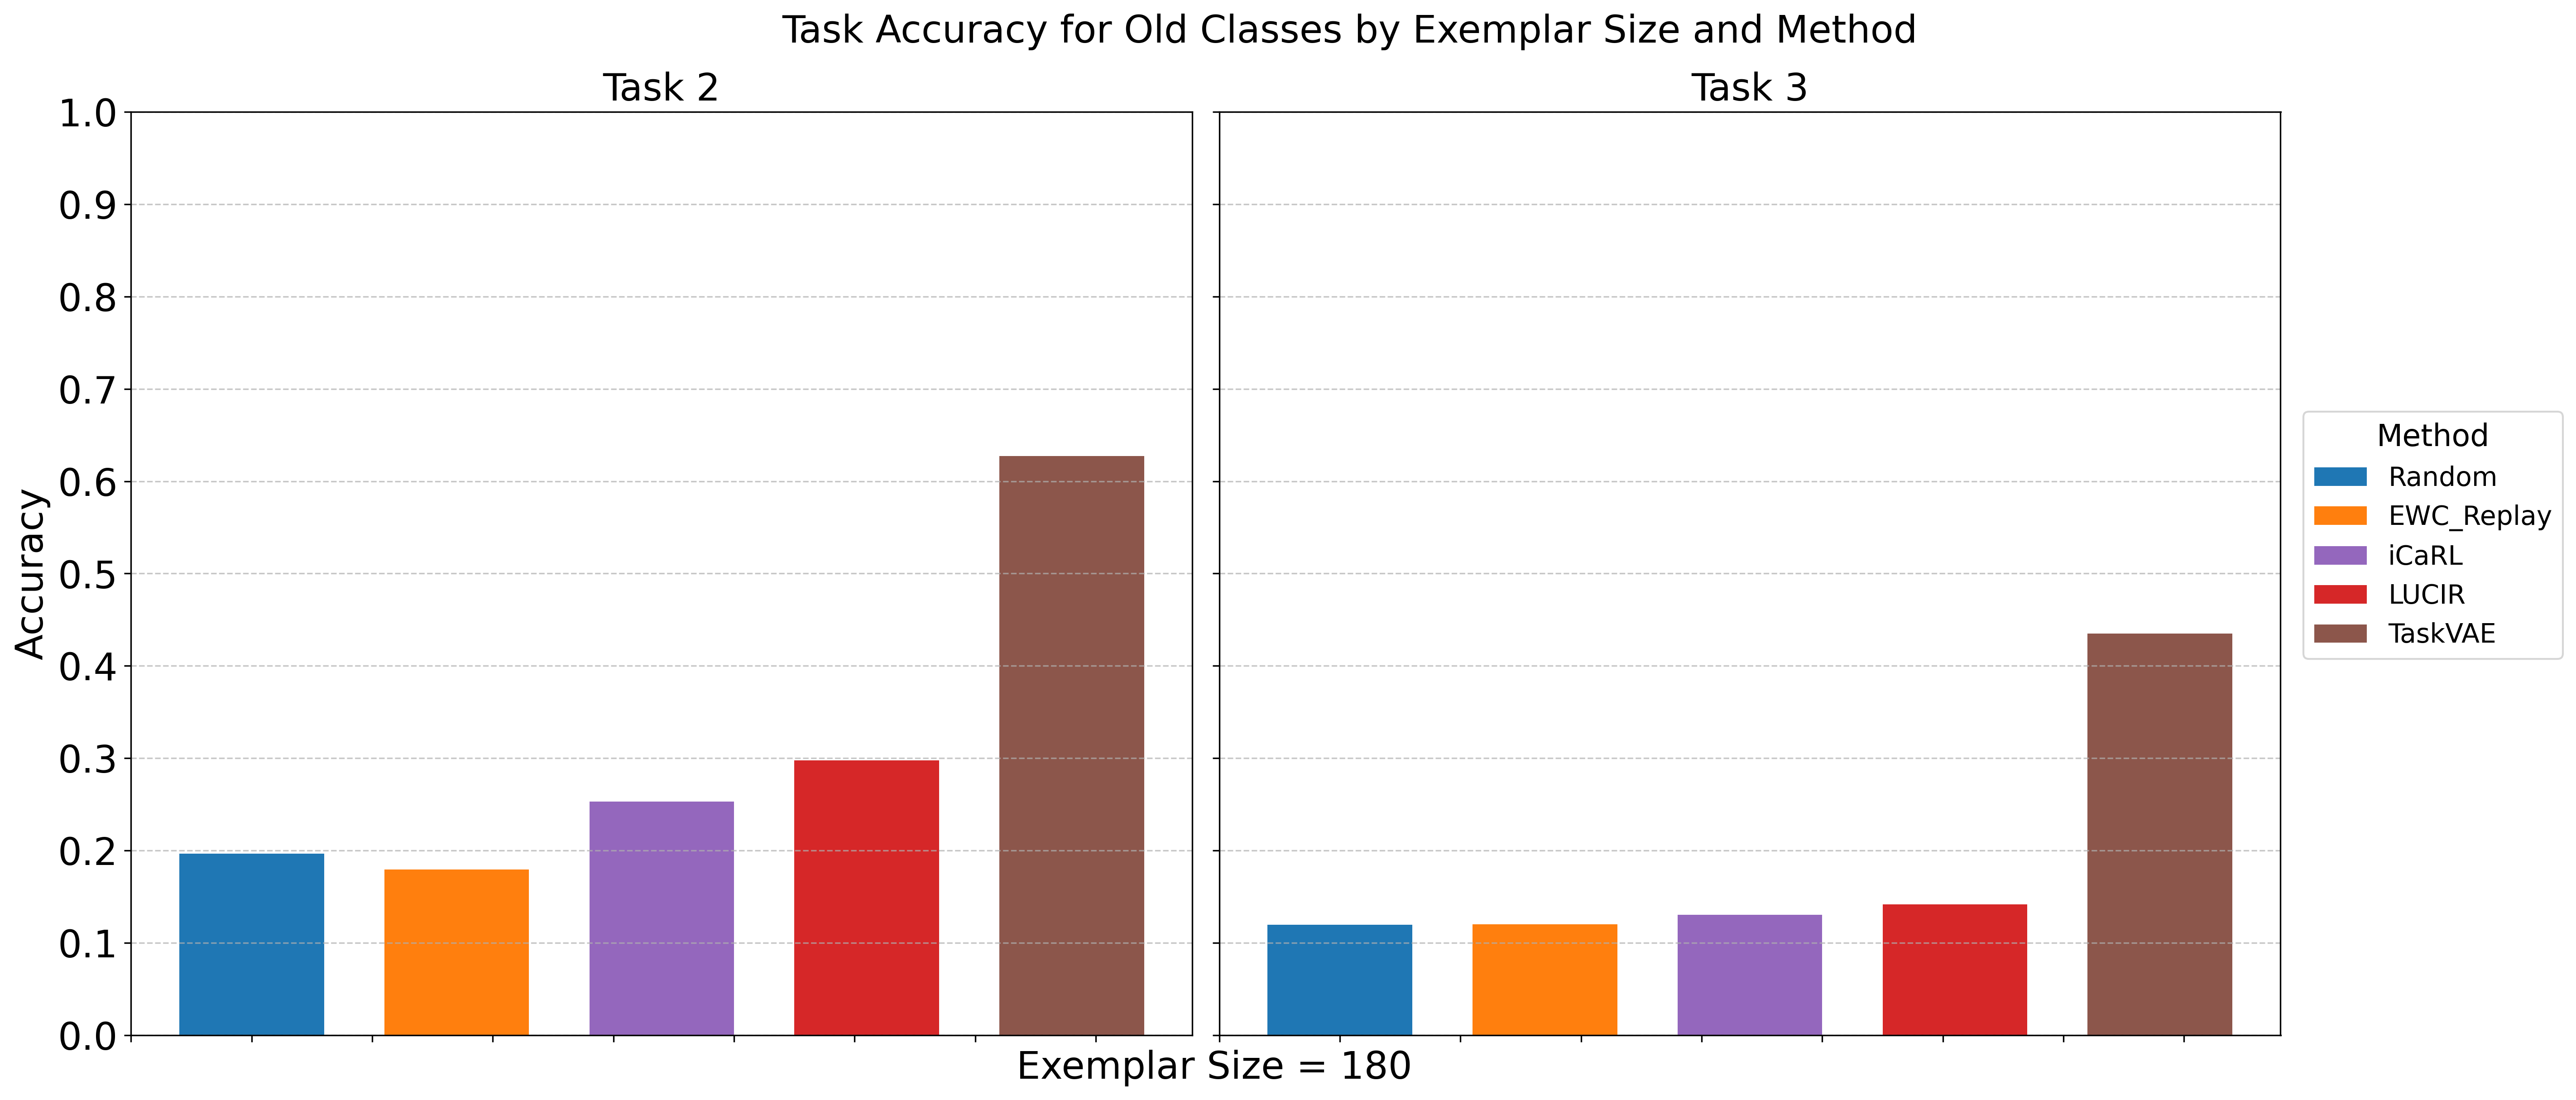 Task Accuracy for Old Classes by Exemplar Size and Method
Task 2
Task 3
1.0
0.9
0.8
0.7
0.6
0.5
0.4
0.3
0.2
0.1
0.0
Accuracy
Exemplar Size = 180
Method
Random
EWC_Replay
iCaRL
LUCIR
TaskVAE